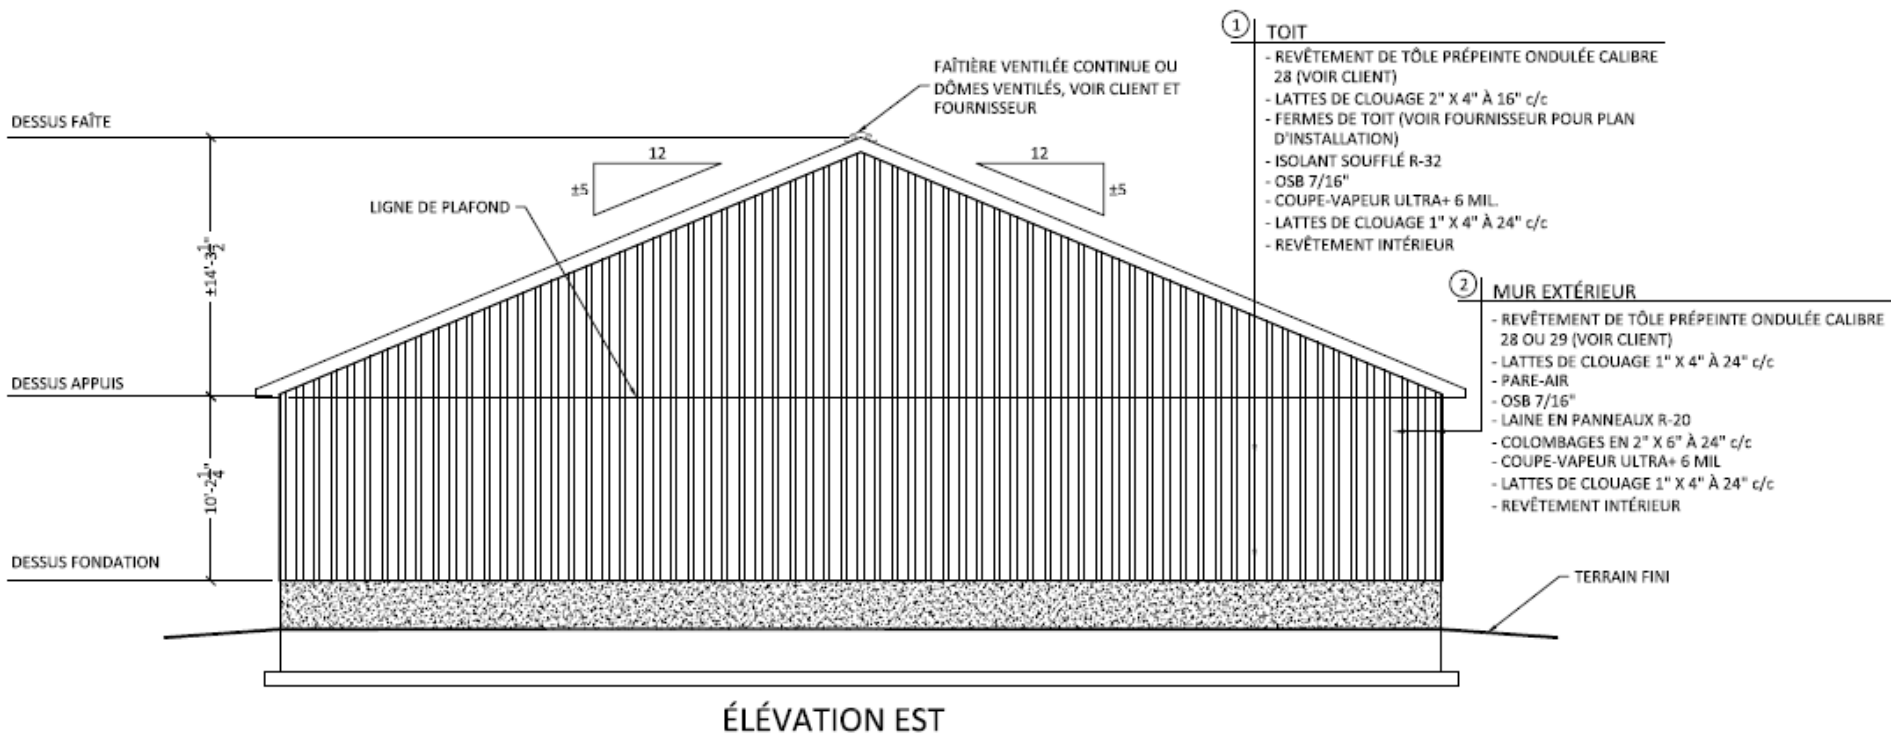 1 TOIT
- REVÊTEMENT DE TÔLE PRÉPEINTE ONDULÉE CALIBRE
28 (VOIR CLIENT)
- LATTES DE CLOUAGE 2" X 4" À 16" c/c
- FERMES DE TOIT (VOIR FOURNISSEUR POUR PLAN
D'INSTALLATION)
- ISOLANT SOUFFLÉ R-32
- OSB 7/16"
- COUPE-VAPEUR ULTRA+ 6 MIL.
- LATTES DE CLOUAGE 1" X 4" À 24" c/c
- REVÊTEMENT INTÉRIEUR
FAÎTIÈRE VENTILÉE CONTINUE OU
DÔMES VENTILÉS, VOIR CLIENT ET
FOURNISSEUR
DESSUS FAÎTE
12
±5
12
±5
LIGNE DE PLAFOND
±14'-3 1/2"
2 MUR EXTÉRIEUR
- REVÊTEMENT DE TÔLE PRÉPEINTE ONDULÉE CALIBRE
28 OU 29 (VOIR CLIENT)
- LATTES DE CLOUAGE 1" X 4" À 24" c/c
- PARE-AIR
- OSB 7/16"
- LAINE EN PANNEAUX R-20
- COLOMBAGES EN 2" X 6" À 24" c/c
- COUPE-VAPEUR ULTRA+ 6 MIL
- LATTES DE CLOUAGE 1" X 4" À 24" c/c
- REVÊTEMENT INTÉRIEUR
DESSUS APPUIS
10'-2 1/4"
DESSUS FONDATION
TERRAIN FINI
ÉLÉVATION EST